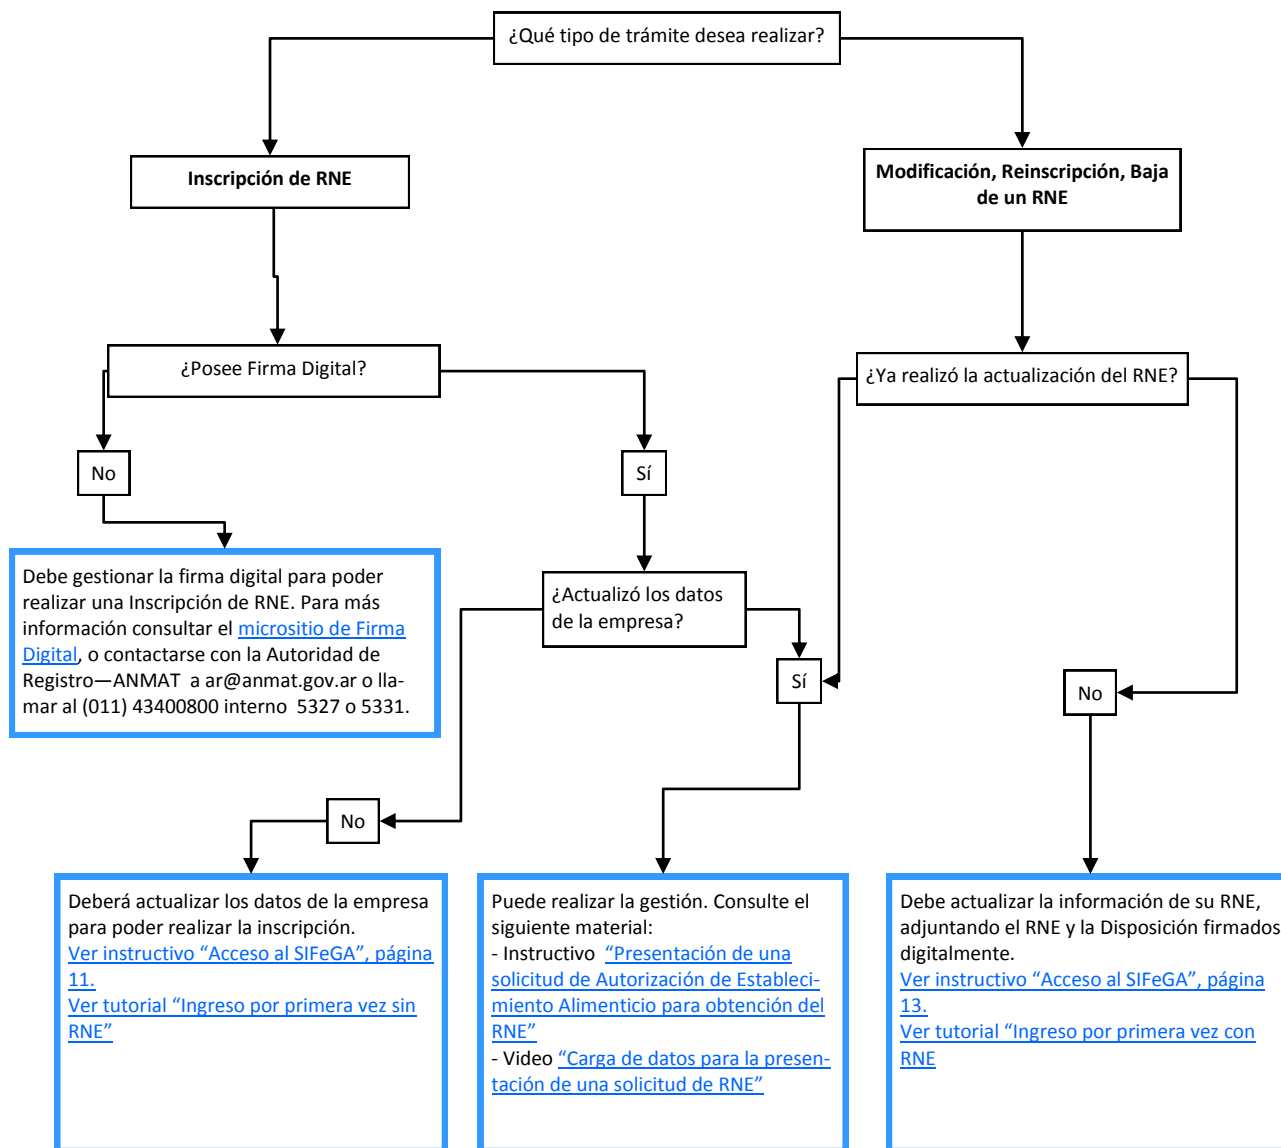 ¿Qué tipo de trámite desea realizar?
Inscripción de RNE
Modificación, Reinscripción, Baja
de un RNE
¿Posee Firma Digital?
¿Ya realizó la actualización del RNE?
No
Sí
Debe gestionar la firma digital para poder
realizar una Inscripción de RNE. Para más
información consultar el micrositio de Firma
Digital, o contactarse con la Autoridad de
Registro—ANMAT  a ar@anmat.gov.ar o lla-
mar al (011) 43400800 interno  5327 o 5331.
¿Actualizó los datos
de la empresa?
Sí
No
No
Deberá actualizar los datos de la empresa
para poder realizar la inscripción.
Ver instructivo “Acceso al SIFeGA”, página
11.
Ver tutorial “Ingreso por primera vez sin
RNE”
Puede realizar la gestión. Consulte el
siguiente material:
- Instructivo  “Presentación de una
solicitud de Autorización de Estableci-
miento Alimenticio para obtención del
RNE”
- Video “Carga de datos para la presen-
tación de una solicitud de RNE”
Debe actualizar la información de su RNE,
adjuntando el RNE y la Disposición firmados
digitalmente.
Ver instructivo “Acceso al SIFeGA”, página
13.
Ver tutorial “Ingreso por primera vez con
RNE